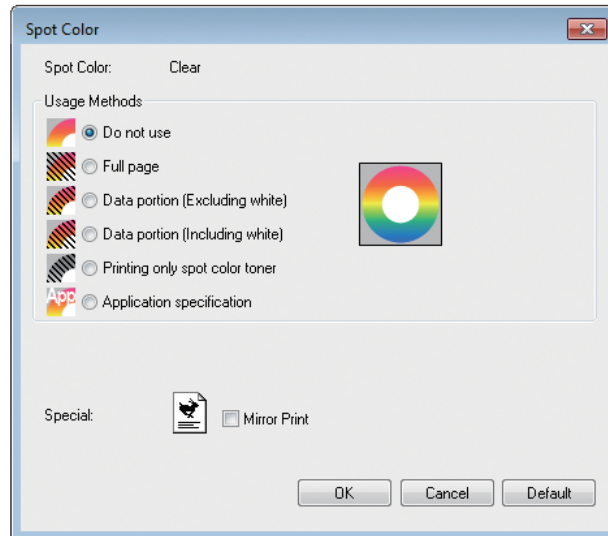 Spot Color
Spot Color: Clear
Usage Methods
Do not use
Full page
Data portion (Excluding white)
Data portion (Including white)
Printing only spot color toner
App
Application specification
Special:
Mirror Print
OK Cancel Default